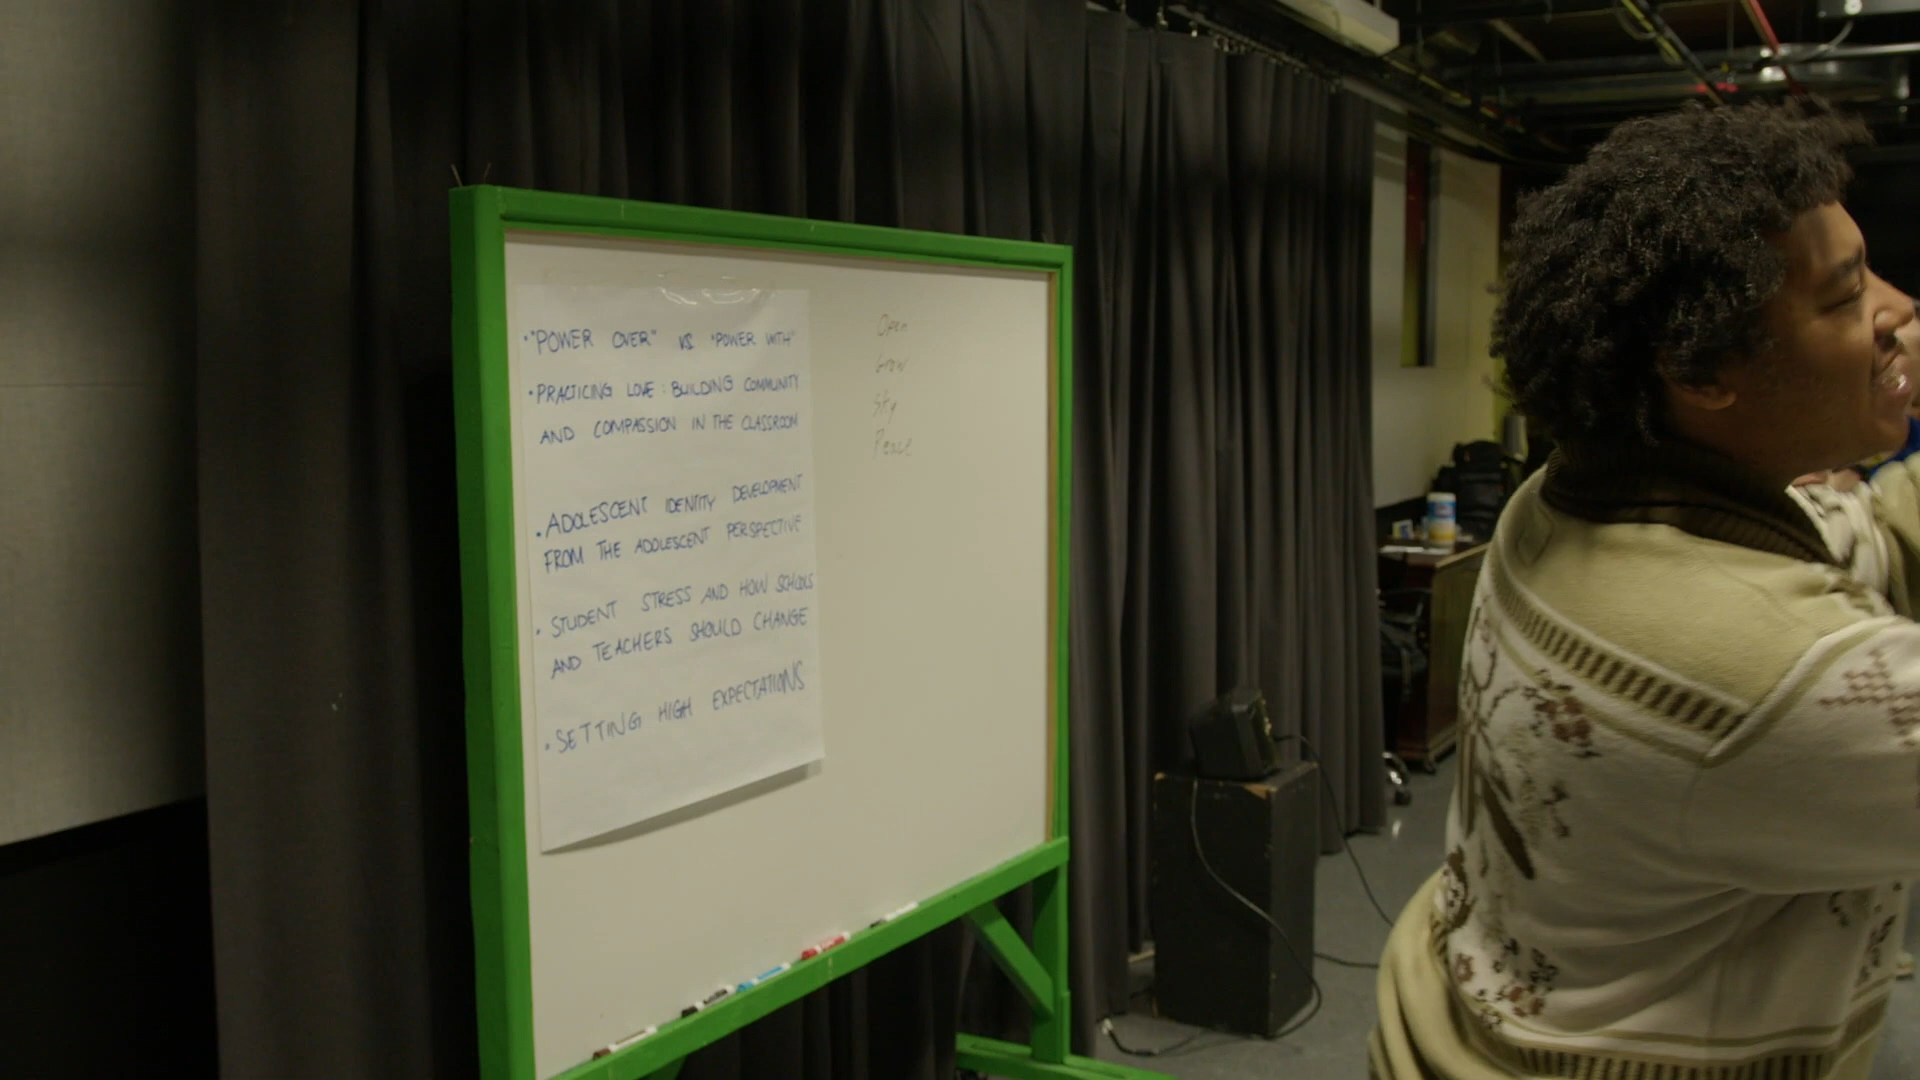 • "POWER OVER" VS "POWER WITH"
• PRACTICING LOVE: BUILDING COMMUNITY
AND COMPASSION IN THE CLASSROOM
• ADOLESCENT IDENTITY DEVELOPMENT
FROM THE ADOLESCENT PERSPECTIVE
• STUDENT STRESS AND HOW SCHOOLS
AND TEACHERS SHOULD CHANGE
• SETTING HIGH EXPECTATIONS
Open
Grow
Sky
Peace